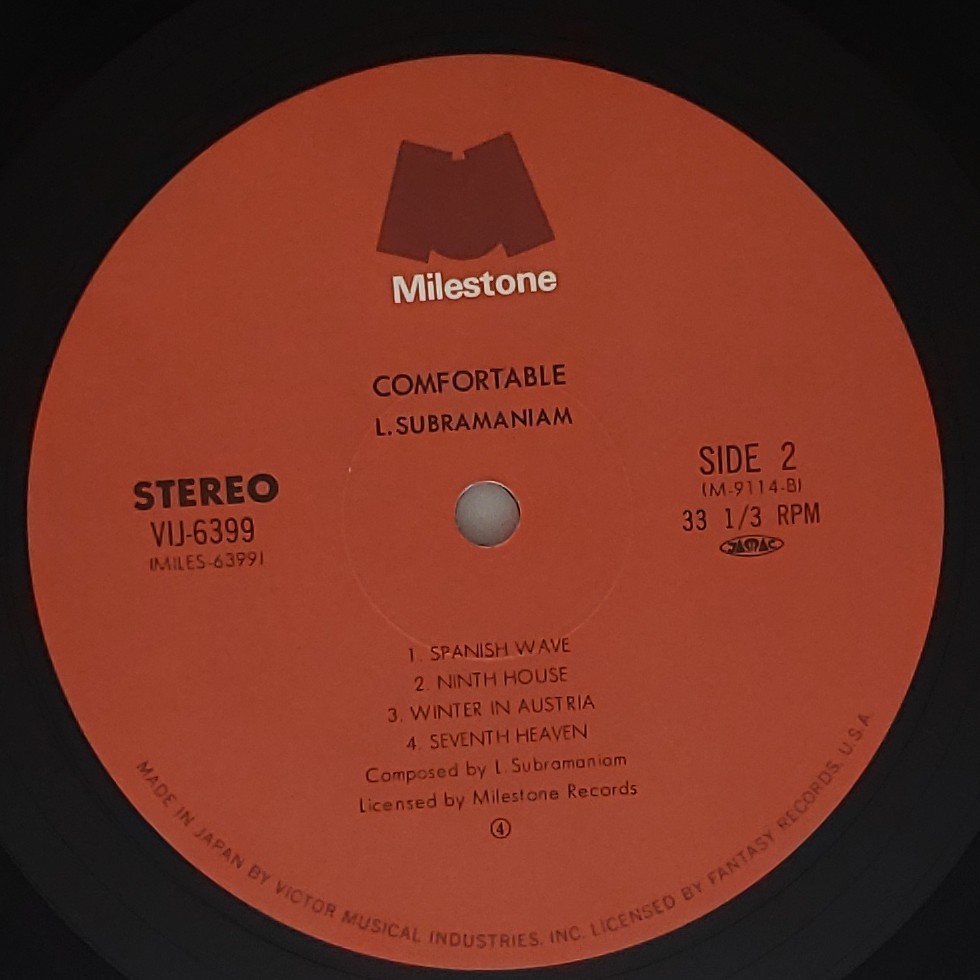 Milestone
COMFORTABLE
L. SUBRAMANIAM
STEREO
VIJ-6399
(MILES-6399)
SIDE 2
(M-9114-B)
33 1/3 RPM
JASRAC
1. SPANISH WAVE
2. NINTH HOUSE
3. WINTER IN AUSTRIA
4. SEVENTH HEAVEN
Composed by L. Subramaniam
Licensed by Milestone Records
④
MADE IN JAPAN BY VICTOR MUSICAL INDUSTRIES, INC. LICENSED BY FANTASY RECORDS, U.S.A.